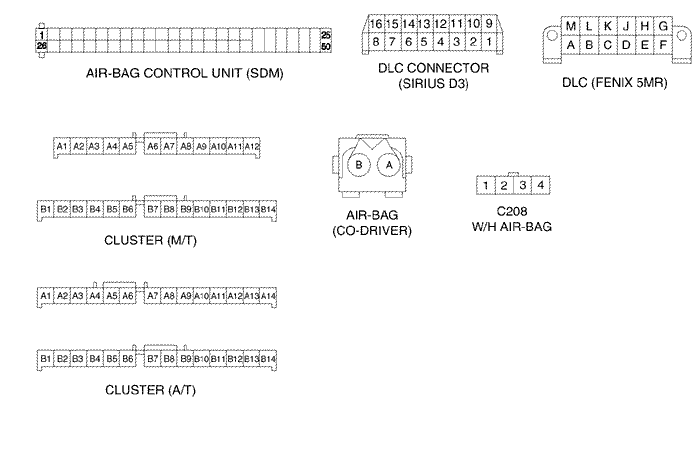 1 25
26 50
AIR-BAG CONTROL UNIT (SDM)
16 15 14 13 12 11 10 9
8 7 6 5 4 3 2 1
DLC CONNECTOR
(SIRIUS D3)
M L K J H G
A B C D E F
DLC (FENIX 5MR)
A1 A2 A3 A4 A5 A6 A7 A8 A9 A10 A11 A12
B1 B2 B3 B4 B5 B6 B7 B8 B9 B10 B11 B12 B13 B14
CLUSTER (M/T)
B A
AIR-BAG
(CO-DRIVER)
1 2 3 4
C208
W/H AIR-BAG
A1 A2 A3 A4 A5 A6 A7 A8 A9 A10 A11 A12 A13 A14
B1 B2 B3 B4 B5 B6 B7 B8 B9 B10 B11 B12 B13 B14
CLUSTER (A/T)